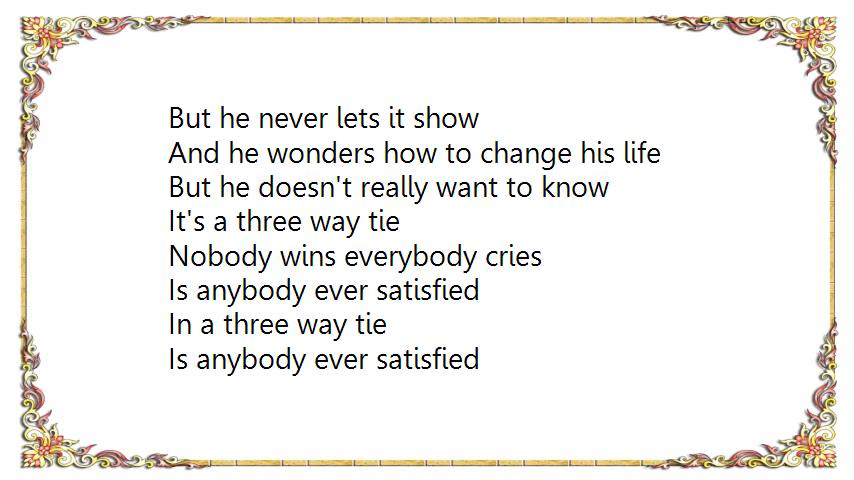 But he never lets it show
And he wonders how to change his life
But he doesn't really want to know
It's a three way tie
Nobody wins everybody cries
Is anybody ever satisfied
In a three way tie
Is anybody ever satisfied